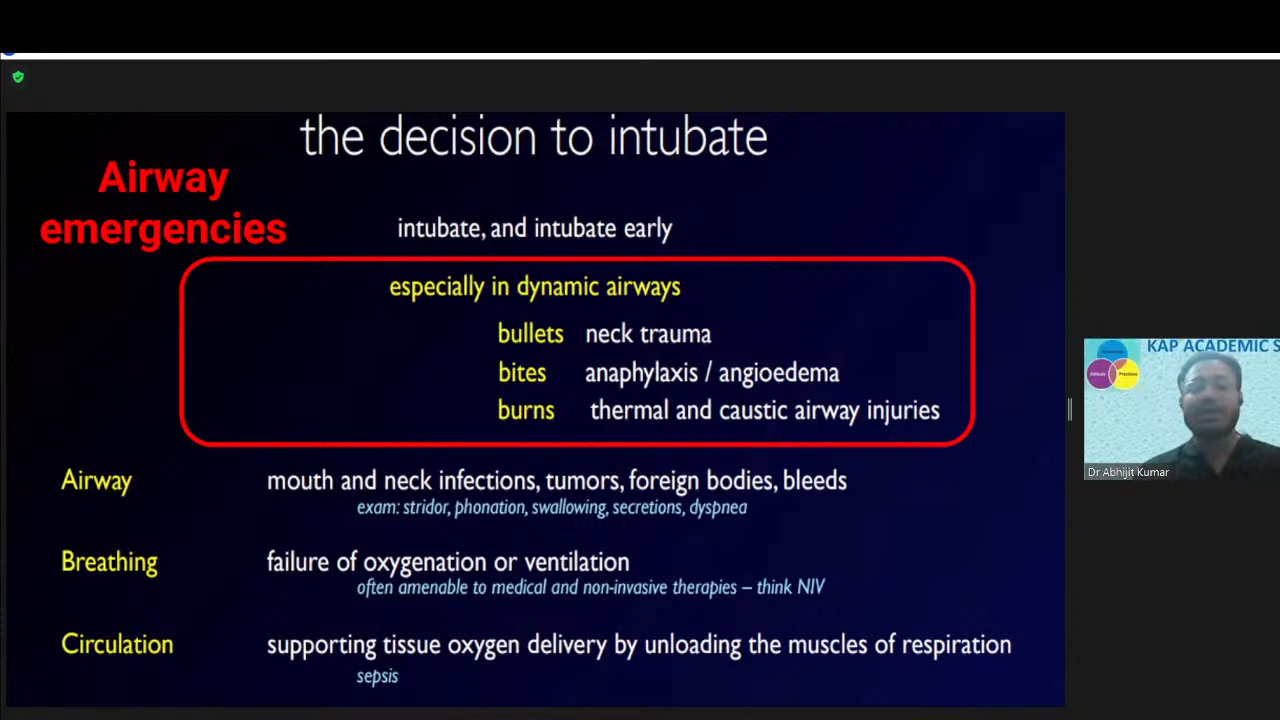 the decision to intubate
Airway
emergencies
intubate, and intubate early
especially in dynamic airways
bullets neck trauma
bites anaphylaxis / angioedema
burns thermal and caustic airway injuries
Airway mouth and neck infections, tumors, foreign bodies, bleeds
exam: stridor, phonation, swallowing, secretions, dyspnea
Breathing failure of oxygenation or ventilation
often amenable to medical and non-invasive therapies – think NIV
Circulation supporting tissue oxygen delivery by unloading the muscles of respiration
sepsis
KAP ACADEMIC S
Attitude Practices
Dr Abhijit Kumar